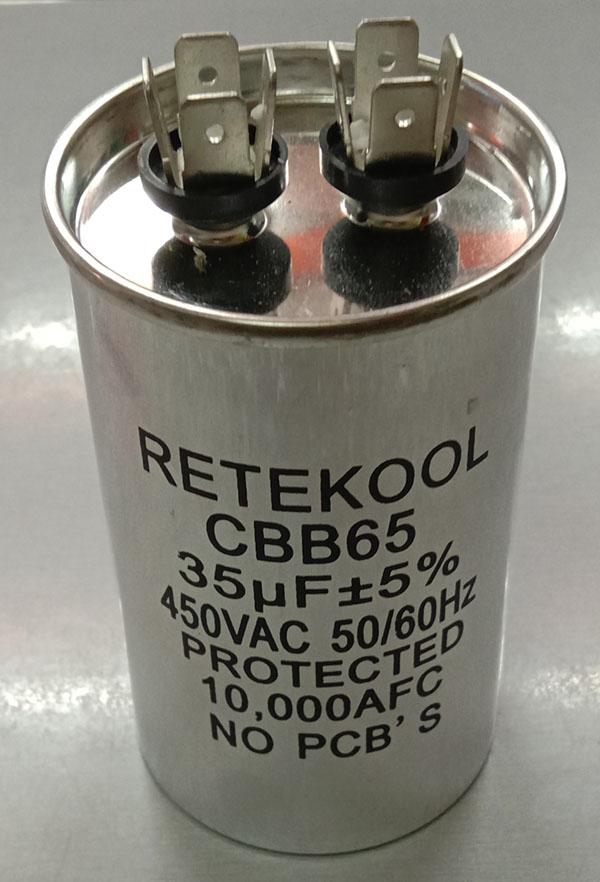 RETEKOOL
CBB65
35µF±5%
450VAC 50/60Hz
PROTECTED
10,000AFC
NO PCB'S